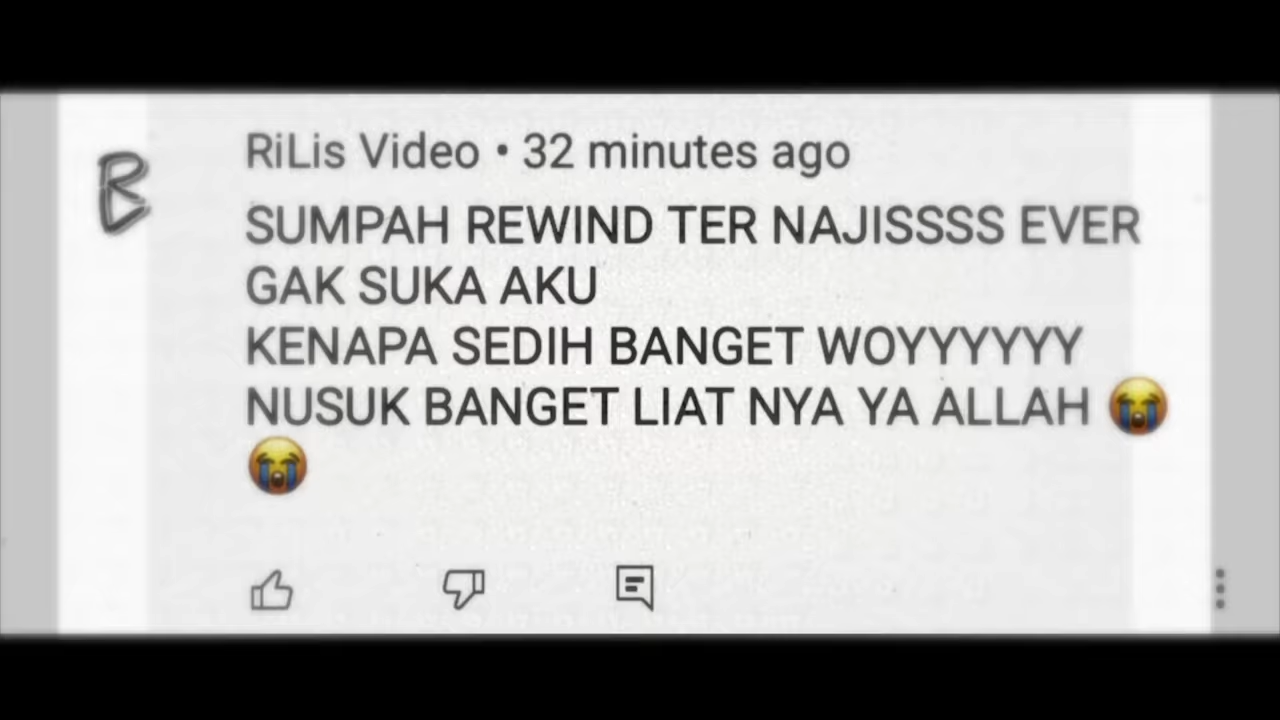 RiLis Video • 32 minutes ago
SUMPAH REWIND TER NAJISSSS EVER
GAK SUKA AKU
KENAPA SEDIH BANGET WOYYYYYY
NUSUK BANGET LIAT NYA YA ALLAH 😭
😭